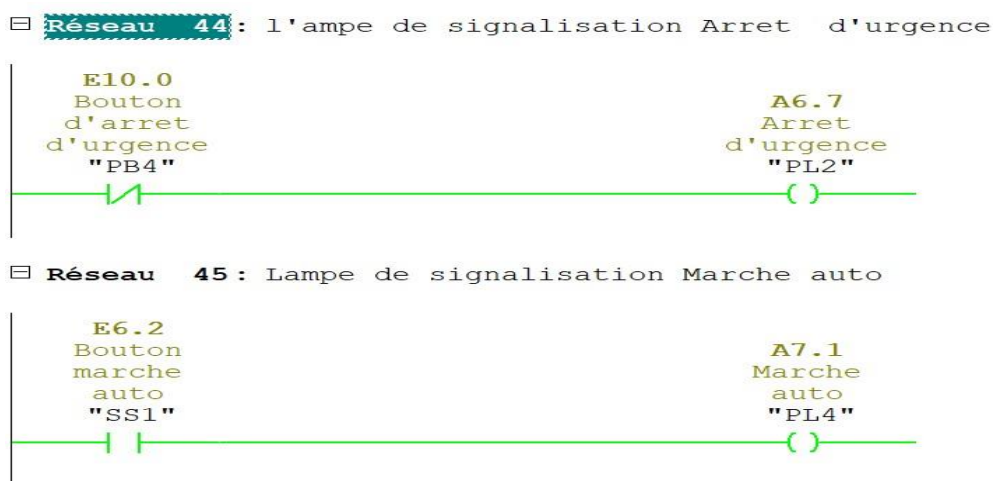 Réseau 44 : l'ampe de signalisation Arret d'urgence
E10.0
Bouton
d'arret
d'urgence
"PB4"
A6.7
Arret
d'urgence
"PL2"
Réseau 45 : Lampe de signalisation Marche auto
E6.2
Bouton
marche
auto
"SS1"
A7.1
Marche
auto
"PL4"